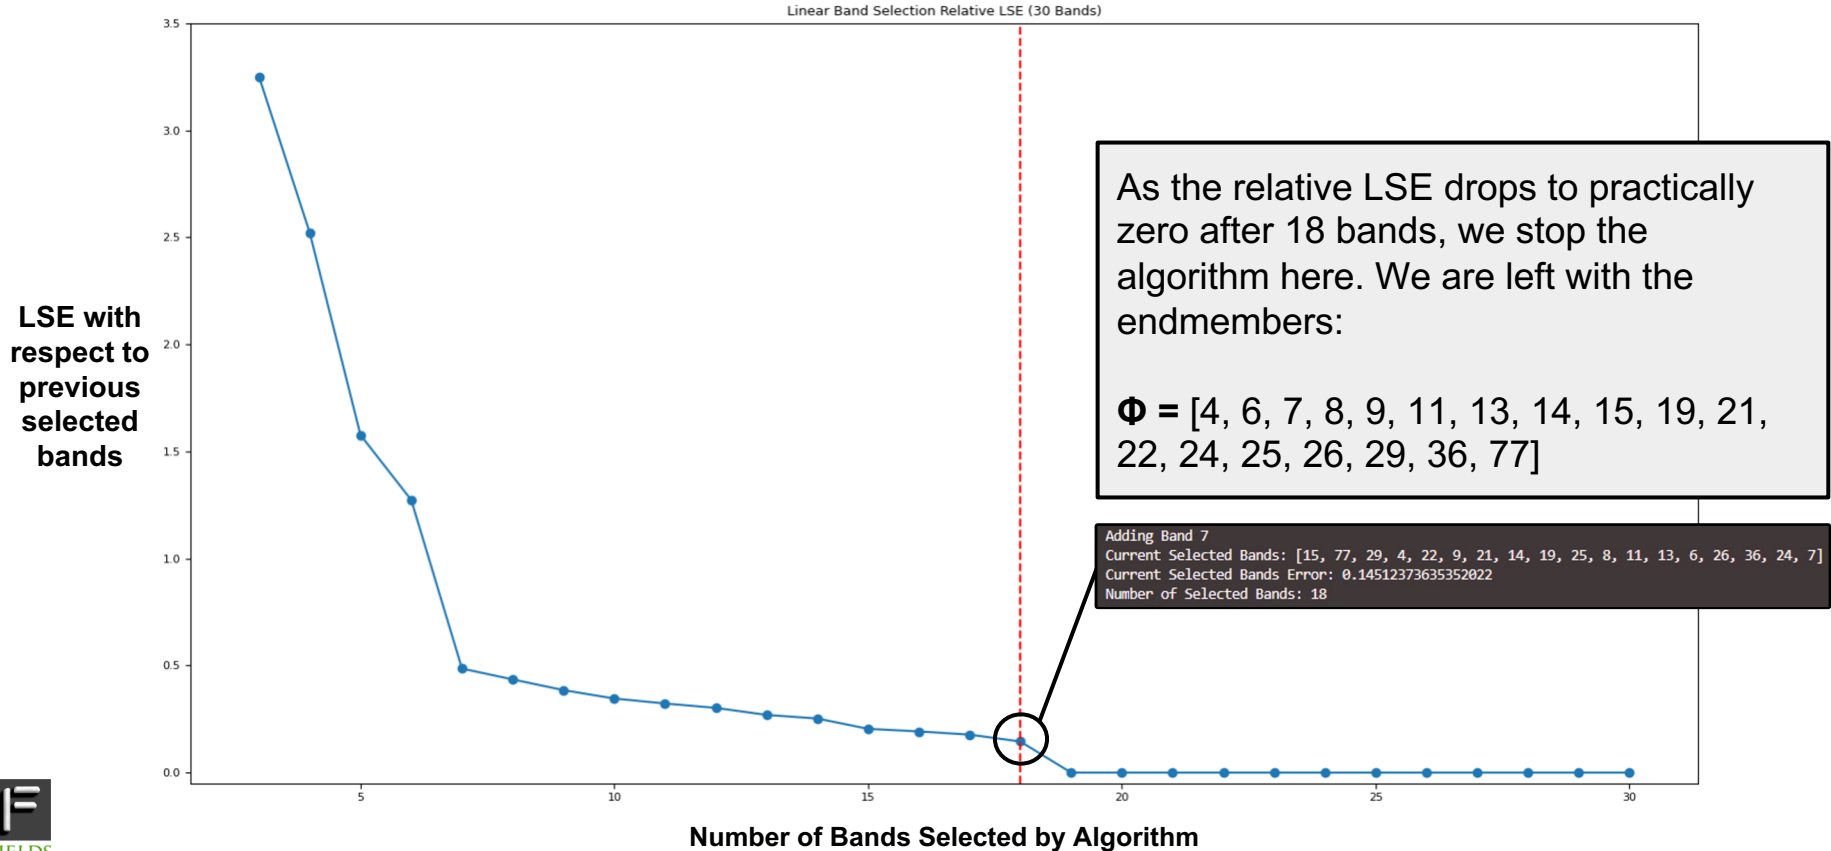 Linear Band Selection Relative LSE (30 Bands)
3.5
3.0
2.5
2.0
1.5
1.0
0.5
0.0
LSE with
respect to
previous
selected
bands
As the relative LSE drops to practically
zero after 18 bands, we stop the
algorithm here. We are left with the
endmembers:
Φ = [4, 6, 7, 8, 9, 11, 13, 14, 15, 19, 21,
22, 24, 25, 26, 29, 36, 77]
Adding Band 7
Current Selected Bands: [15, 77, 29, 4, 22, 9, 21, 14, 19, 25, 8, 11, 13, 6, 26, 36, 24, 7]
Current Selected Bands Error: 0.14512373635352022
Number of Selected Bands: 18
5
10
15
20
25
30
Number of Bands Selected by Algorithm